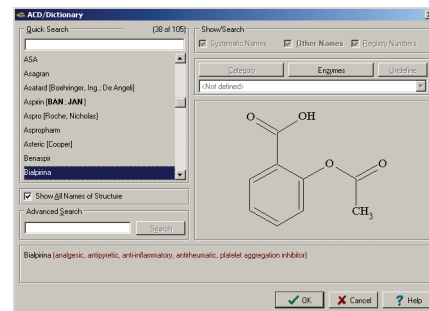 ACD/Dictionary
Quick Search (38 of 105)
ASA
Asagran
Asatard [Boehringer, Ing.; De Angeli]
Aspirin [BAN; JAN]
Aspro [Roche; Nicholas]
Aspropharm
Asteric [Cooper]
Benaspir
Bialpirina
Show All Names of Structure
Advanced Search
Search
Show/Search
Systematic Names Other Names Registry Numbers
Category Enzymes Undefine
<Not defined>
O OH
O O
CH3
Bialpirina (analgesic, antipyretic, anti-inflammatory, antirheumatic, platelet aggregation inhibitor)
OK Cancel ? Help